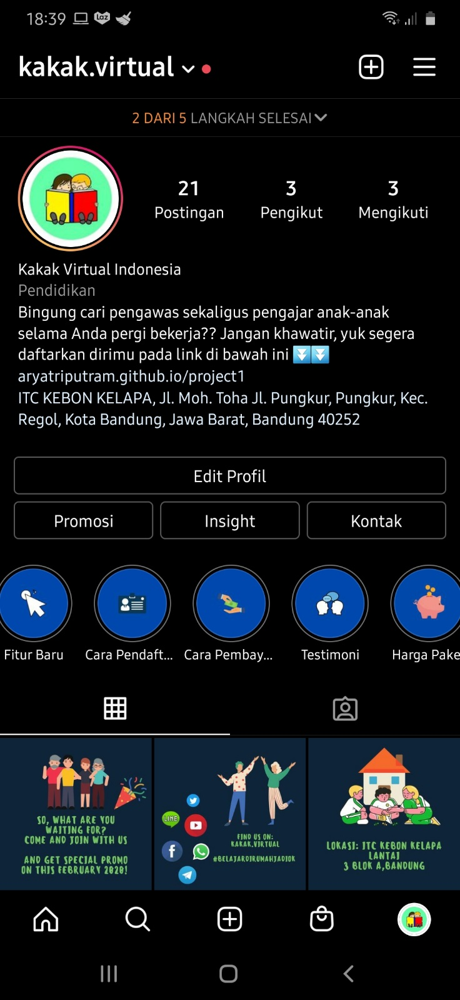 18:39
Laz
kakak.virtual
2 DARI 5 LANGKAH SELESAI
21
Postingan
3
Pengikut
3
Mengikuti
Kakak Virtual Indonesia
Pendidikan
Bingung cari pengawas sekaligus pengajar anak-anak
selama Anda pergi bekerja?? Jangan khawatir, yuk segera
daftarkan dirimu pada link di bawah ini ⏬⏬
aryatriputram.github.io/project1
ITC KEBON KELAPA, Jl. Moh. Toha Jl. Pungkur, Pungkur, Kec.
Regol, Kota Bandung, Jawa Barat, Bandung 40252
Edit Profil
Promosi
Insight
Kontak
Fitur Baru
Cara Pendaft...
Cara Pembay...
Testimoni
Harga Pake
SO, WHAT ARE YOU
WAITING FOR?
COME AND JOIN WITH US
AND GET SPECIAL PROMO
ON THIS FEBRUARY 2020!
LINE
FIND US ON:
KAKAK.VIRTUAL
#BELAJARDIRUMAHJADIOK
LOKASI: ITC KEBON KELAPA
LANTAI
3 BLOK A,BANDUNG